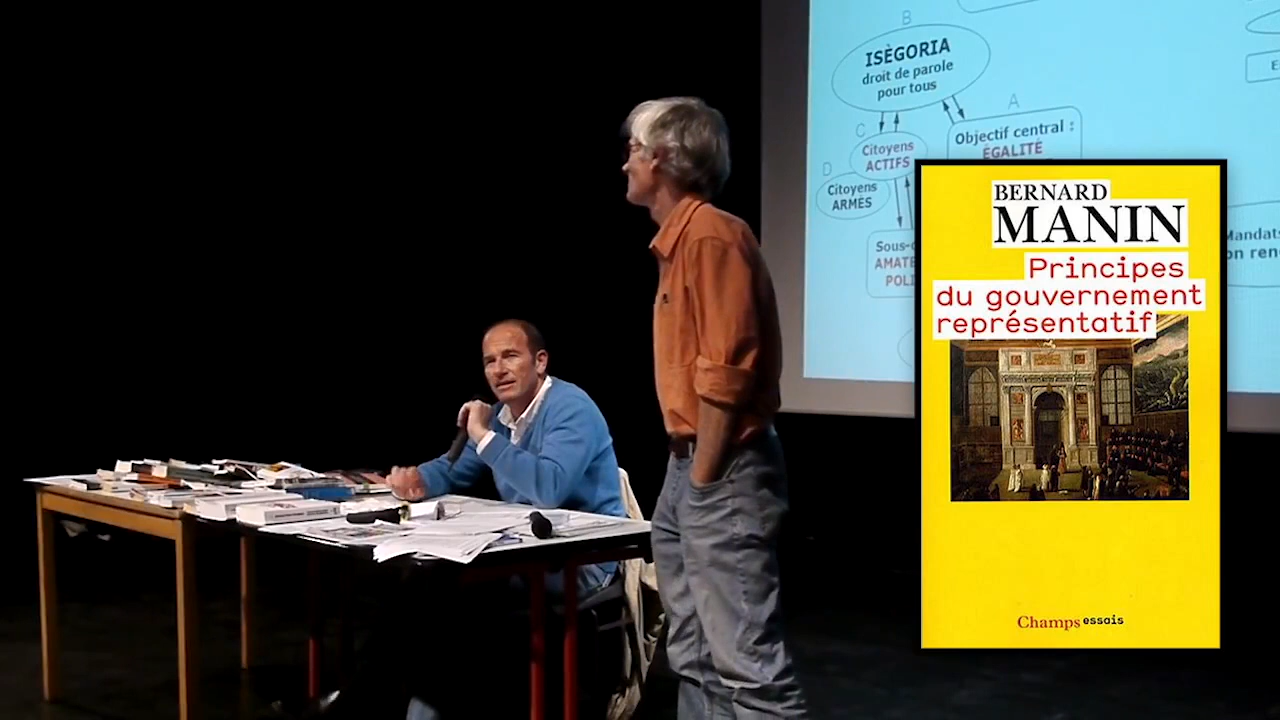 B
ISÈGORIA
droit de parole
pour tous
A
C
Objectif central :
ÉGALITÉ
Citoyens
ACTIFS
D
Citoyens
ARMÉS
BERNARD
MANIN
Principes
du gouvernement
représentatif
Champs essais